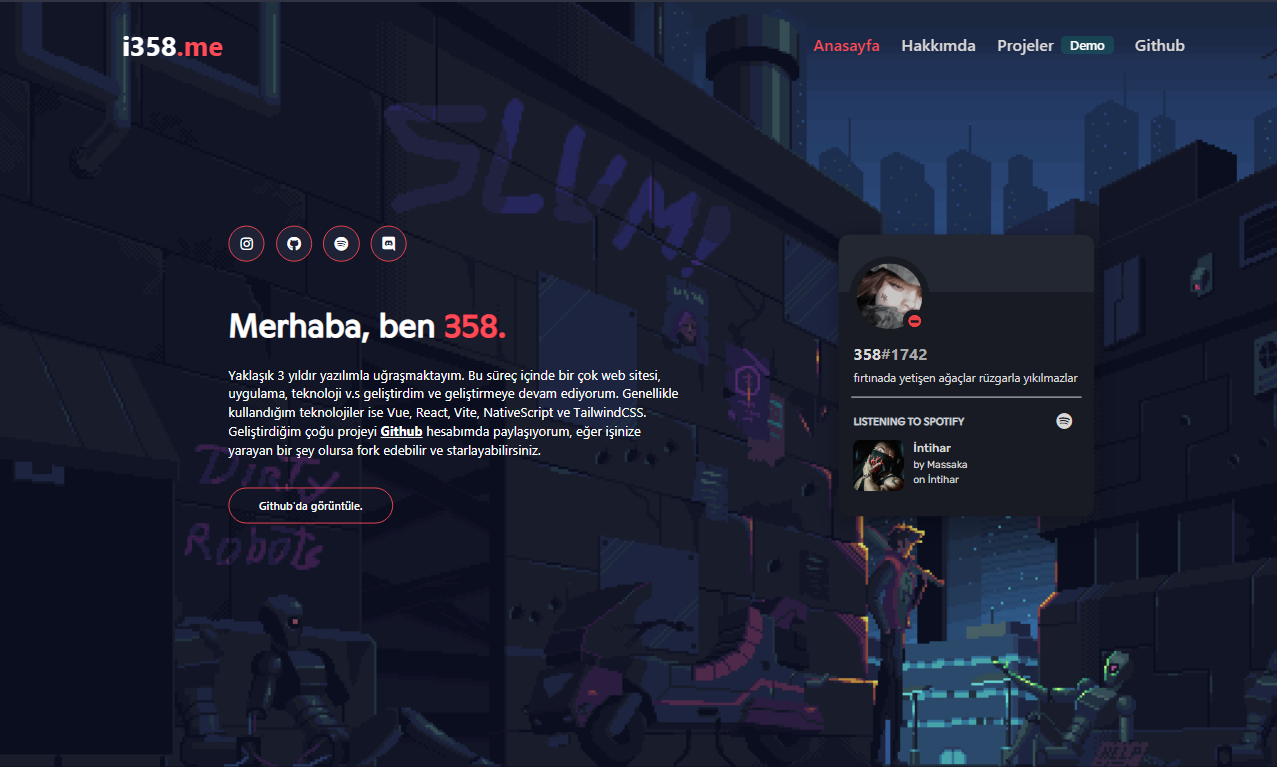 i358.me
Anasayfa Hakkımda Projeler Demo Github
SLUM!
Merhaba, ben 358.
Yaklaşık 3 yıldır yazılımla uğraşmaktayım. Bu süreç içinde bir çok web sitesi,
uygulama, teknoloji v.s geliştirdim ve geliştirmeye devam ediyorum. Genellikle
kullandığım teknolojiler ise Vue, React, Vite, NativeScript ve TailwindCSS.
Geliştirdiğim çoğu projeyi Github hesabımda paylaşıyorum, eğer işinize
yarayan bir şey olursa fork edebilir ve starlayabilirsiniz.
Github'da görüntüle.
358#1742
fırtınada yetişen ağaçlar rüzgarla yıkılmazlar
LISTENING TO SPOTIFY
İntihar
by Massaka
on İntihar
Dirty
Robots
HELP